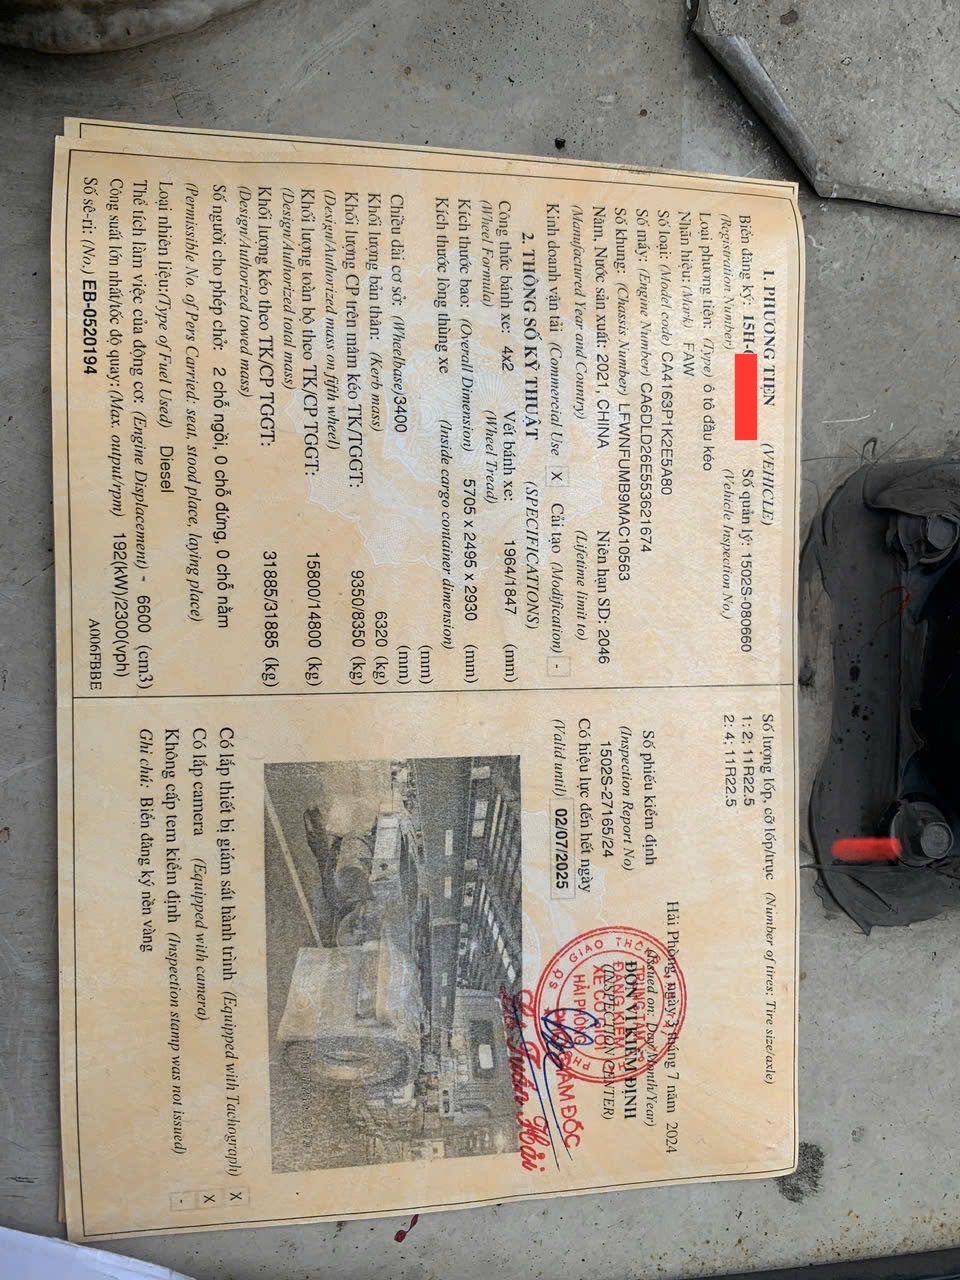 1. PHƯƠNG TIỆN (VEHICLE)
Biển đăng ký: 15H- Số quản lý: 1502S-080660
(Registration Number) (Vehicle Inspection No.)
Loại phương tiện: (Type) ô tô đầu kéo
Nhãn hiệu: (Mark) FAW
Số loại: (Model code) CA4163P1K2E5A80
Số máy: (Engine Number) CA6DLD26E553621674
Số khung: (Chassis Number) LFWNFUMB9MAC10563
Năm, Nước sản xuất: 2021, CHINA Niên hạn SD: 2046
(Manufactured Year and Country) (Lifetime limit to)
Kinh doanh vận tải (Commercial Use X Cải tạo (Modification) -
2. THÔNG SỐ KỸ THUẬT (SPECIFICATIONS)
Công thức bánh xe: 4x2 Vết bánh xe: 1964/1847 (mm)
(Wheel Formula) (Wheel Tread)
Kích thước bao: (Overall Dimension) 5705 x 2495 x 2930 (mm)
Kích thước lòng thùng xe (Inside cargo container dimension)
(mm)
Chiều dài cơ sở: (Wheelbase)3400 (mm)
Khối lượng bản thân: (Kerb mass) 6320 (kg)
Khối lượng CP trên mâm kéo TK/TGGT: 9350/8350 (kg)
(Design/Authorized mass on fifth wheel)
Khối lượng toàn bộ theo TK/CP TGGT: 15800/14800 (kg)
(Design/Authorized total mass)
Khối lượng kéo theo TK/CP TGGT: 31885/31885 (kg)
(Design/Authorized towed mass)
Số người cho phép chở: 2 chỗ ngồi, 0 chỗ đứng, 0 chỗ nằm
(Permissible No. of Pers Carried: seat, stood place, laying place)
Loại nhiên liệu:(Type of Fuel Used) Diesel
Thể tích làm việc của động cơ: (Engine Displacement) - 6600 (cm3)
Công suất lớn nhất/tốc độ quay:(Max. output/rpm) 192(kW)/2300(vph)
Số sê-ri: (No.) EB-0520194 A006FBBE
Số lượng lốp, cỡ lốp/trục (Number of tires: Tire size/axle)
1: 2: 11R22.5
2: 4: 11R22.5
Số phiếu kiểm định
(Inspection Report No)
1502S-27165/24
Có hiệu lực đến hết ngày
(Valid until) 02/07/2025
Hải Phòng, ngày 3 tháng 7 năm 2024
(Issued on: Day/Month/Year)
ĐƠN VỊ KIỂM ĐỊNH
(INSPECTION CENTER)
SỞ GIAO THÔNG
TRUNG TÂM
ĐĂNG KIỂM
XE CƠ GIỚI
HẢI PHÒNG
GIÁM ĐỐC
Có lắp thiết bị giám sát hành trình (Equipped with Tachograph) X
Có lắp camera (Equipped with camera) X
Không cấp tem kiểm định (Inspection stamp was not issued) -
Ghi chú: Biển đăng ký nền vàng